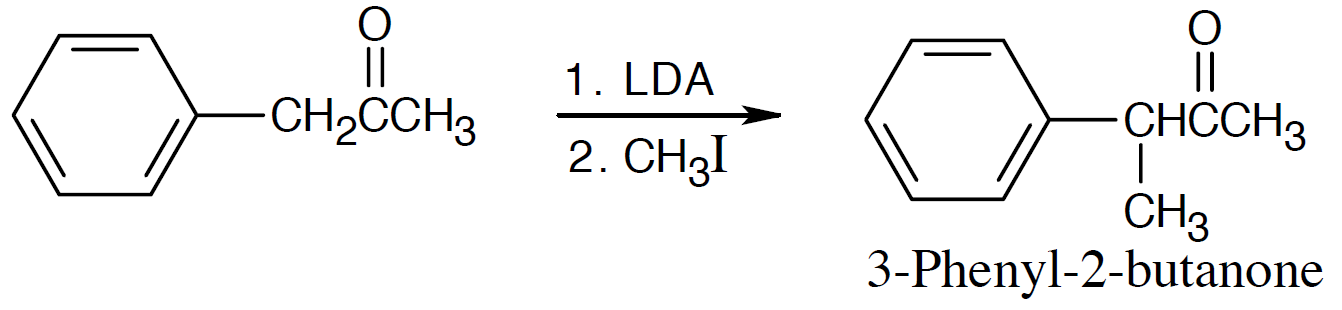 O
CH₂CCH₃
1. LDA
2. CH₃I
O
CHCCH₃
CH₃
3-Phenyl-2-butanone